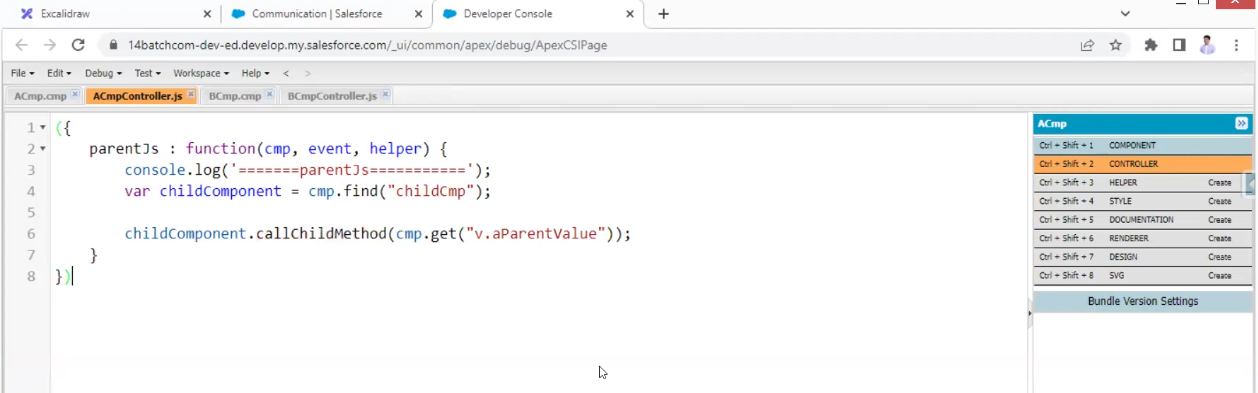 Excalidraw
Communication | Salesforce
Developer Console
14batchcom-dev-ed.develop.my.salesforce.com/_ui/common/apex/debug/ApexCSIPage
File Edit Debug Test Workspace Help < >
ACmp.cmp ACmpController.js BCmp.cmp BCmpController.js
1 ({
2 parentJs : function(cmp, event, helper) {
3 console.log('=======parentJs===========');
4 var childComponent = cmp.find("childCmp");
5
6 childComponent.callChildMethod(cmp.get("v.aParentValue"));
7 }
8 })
ACmp
Ctrl + Shift + 1 COMPONENT
Ctrl + Shift + 2 CONTROLLER
Ctrl + Shift + 3 HELPER Create
Ctrl + Shift + 4 STYLE Create
Ctrl + Shift + 5 DOCUMENTATION Create
Ctrl + Shift + 6 RENDERER Create
Ctrl + Shift + 7 DESIGN Create
Ctrl + Shift + 8 SVG Create
Bundle Version Settings